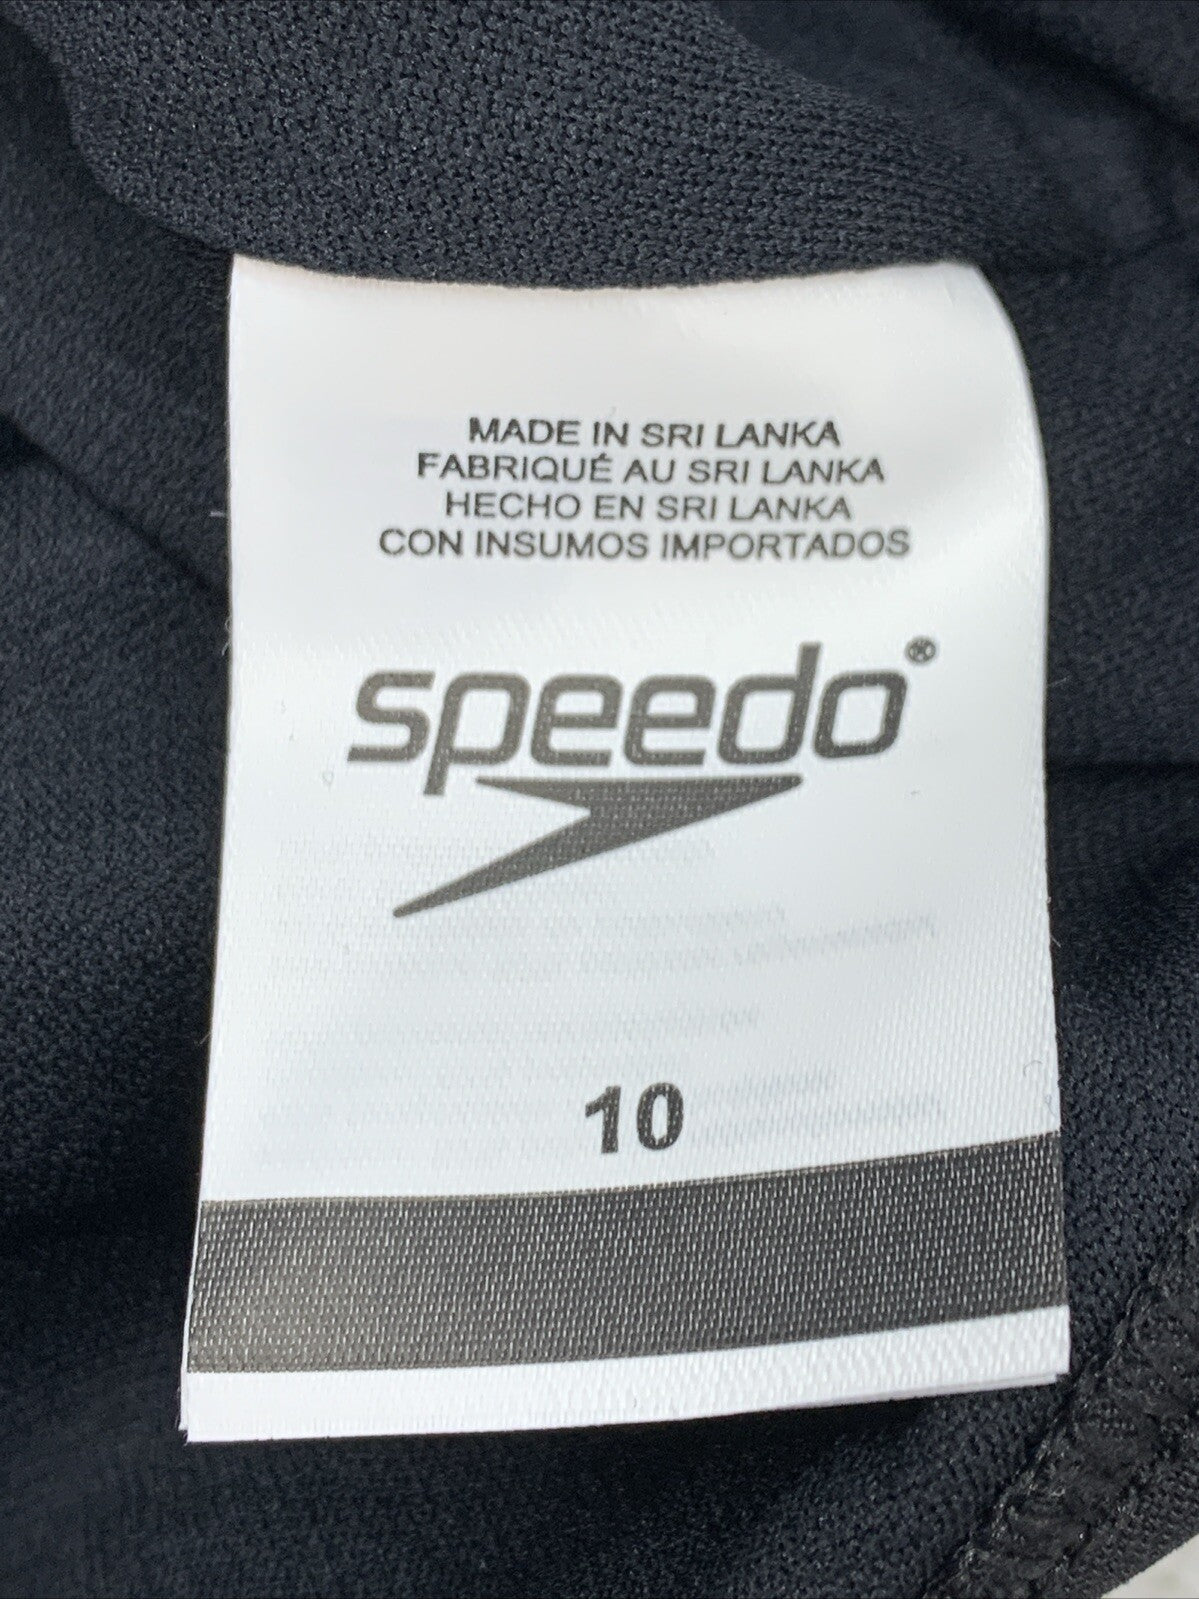 MADE IN SRI LANKA
FABRIQUÉ AU SRI LANKA
HECHO EN SRI LANKA
CON INSUMOS IMPORTADOS
speedo®
10